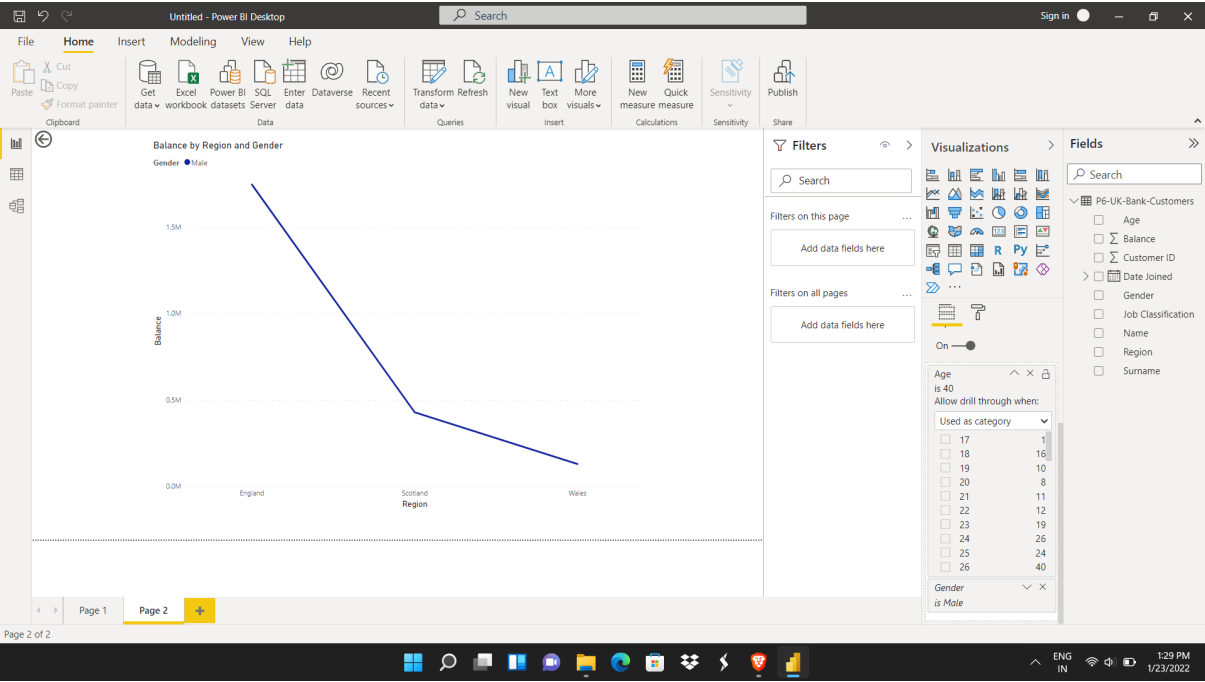 Untitled - Power BI Desktop
Search
Sign in
File Home Insert Modeling View Help
Paste
Cut
Copy
Format painter
Clipboard
Get data
Excel workbook
Power BI datasets
SQL Server
Enter data
Dataverse
Recent sources
Data
Transform data
Refresh
Queries
New visual
Text box
More visuals
Insert
New measure
Quick measure
Calculations
Sensitivity
Sensitivity
Publish
Share
Balance by Region and Gender
Gender Male
1.5M
1.0M
0.5M
0.0M
Balance
England Scotland Wales
Region
Filters
Search
Filters on this page ...
Add data fields here
Filters on all pages ...
Add data fields here
Visualizations
123
R Py
...
On
Age
is 40
Allow drill through when:
Used as category
17 1
18 16
19 10
20 8
21 11
22 12
23 19
24 26
25 24
26 40
Gender
is Male
Fields
Search
P6-UK-Bank-Customers
Age
Balance
Customer ID
Date Joined
Gender
Job Classification
Name
Region
Surname
Page 1 Page 2 +
Page 2 of 2
ENG
IN
1:29 PM
1/23/2022